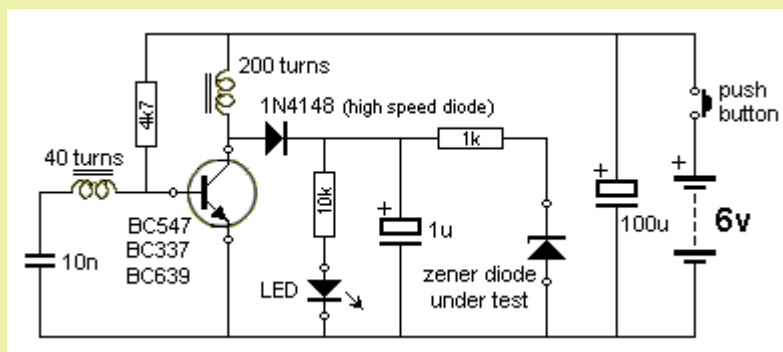 200 turns
1N4148 (high speed diode)
push
button
4k7
1k
40 turns
+
BC547
BC337
BC639
10k
+
1u
+
100u
+
6v
10n
LED
zener diode
under test